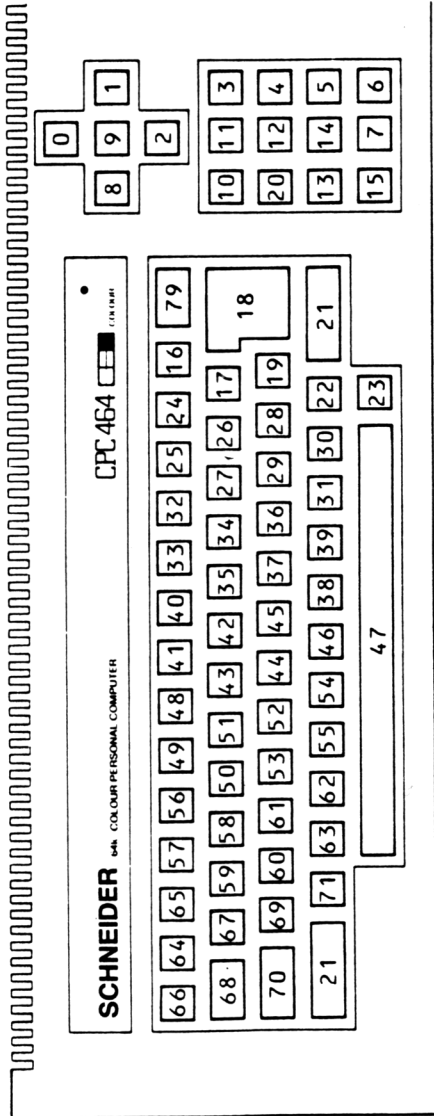 SCHNEIDER 64k COLOUR PERSONAL COMPUTER CPC464 COLOUR
66 64 65 57 56 49 48 41 40 33 32 25 24 16 79
68 67 59 58 50 51 43 42 35 34 27 26 17 18
70 69 60 61 53 52 44 45 37 36 29 28 19
21 71 63 62 55 54 46 38 39 31 30 22 21
47 23
0
8 9 1
2
10 11 3
20 12 4
13 14 5
15 7 6